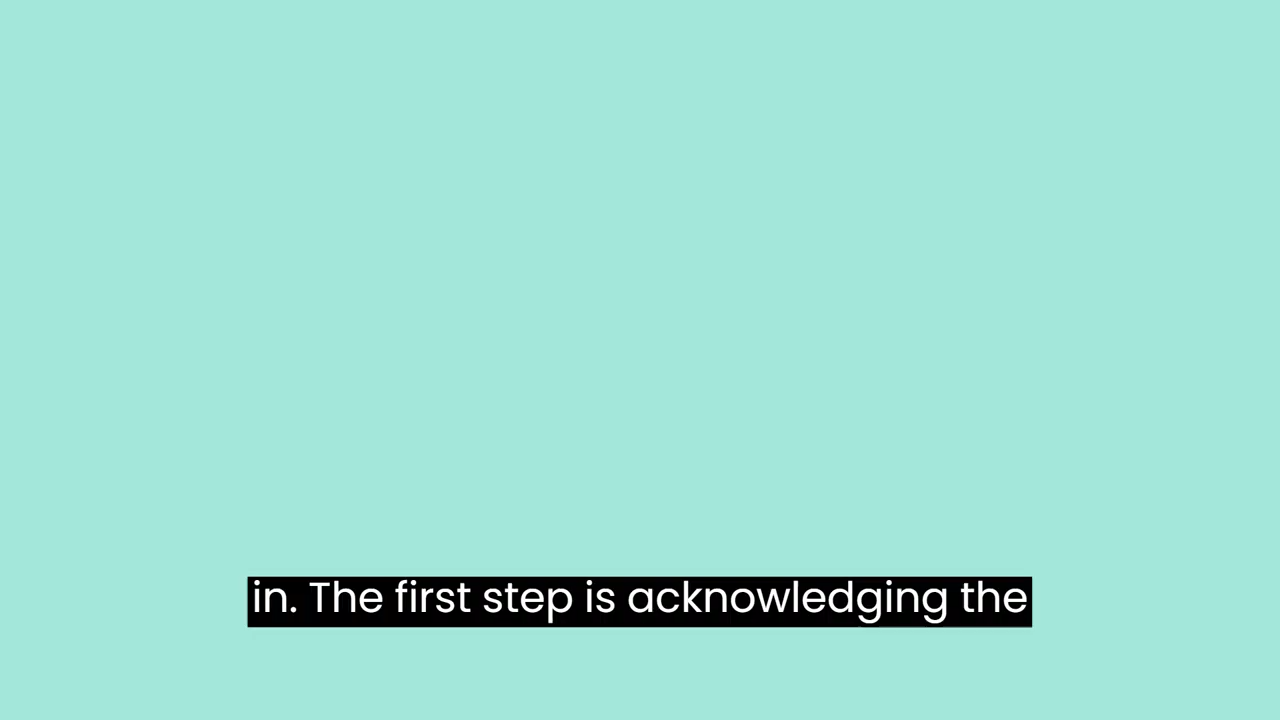 in. The first step is acknowledging the